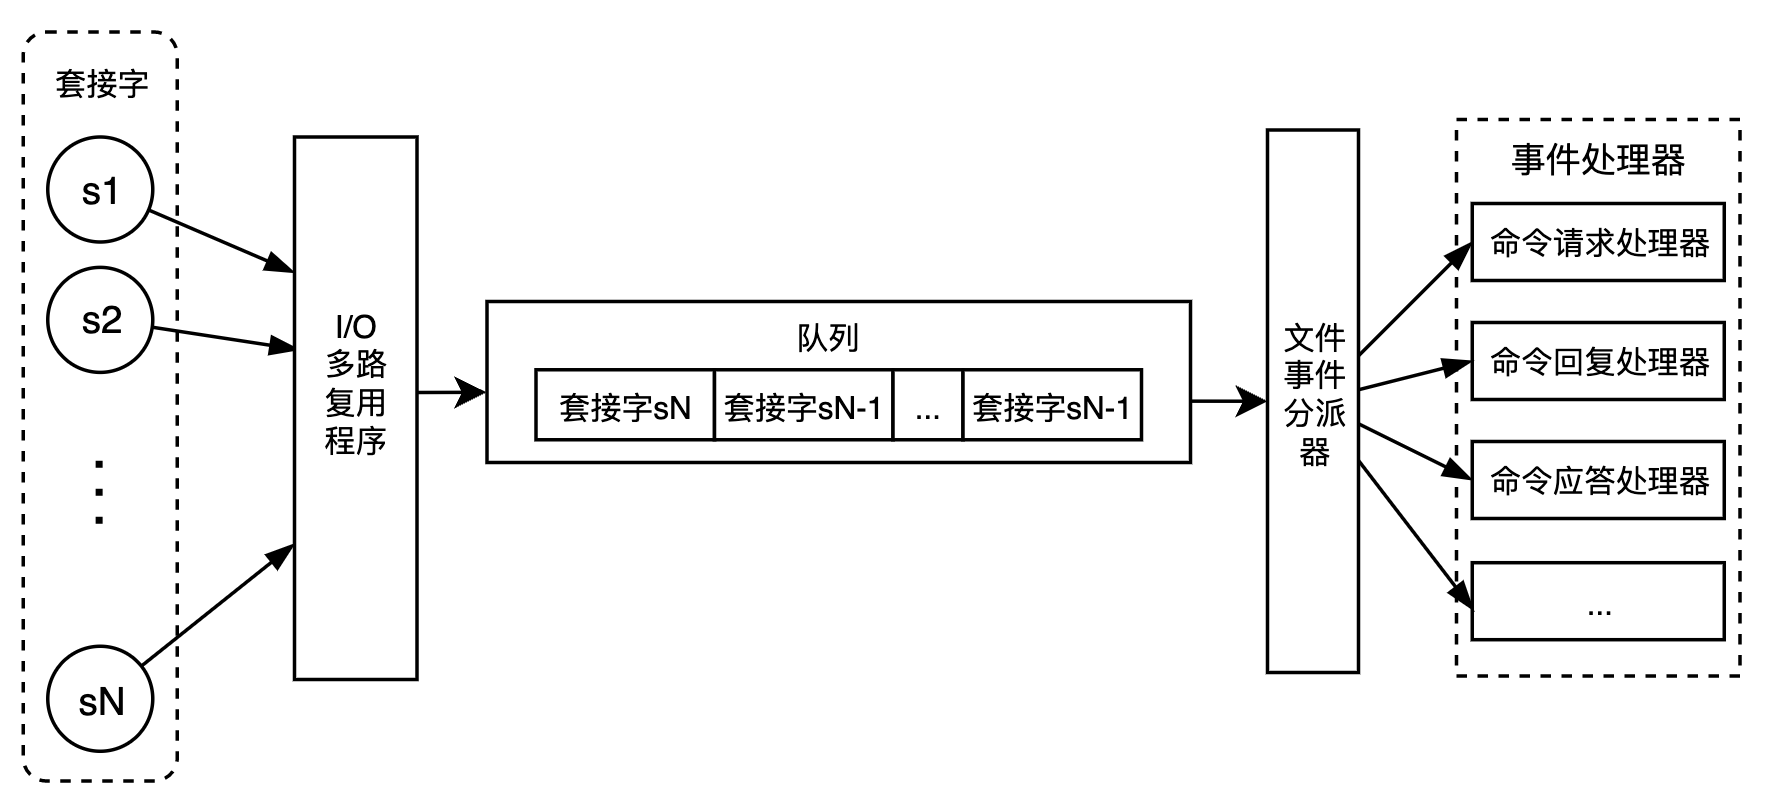 套接字
s1
s2
sN
I/O
多路
复用
程序
队列
套接字sN
套接字sN-1
...
套接字sN-1
文件
事件
分派
器
事件处理器
命令请求处理器
命令回复处理器
命令应答处理器
...